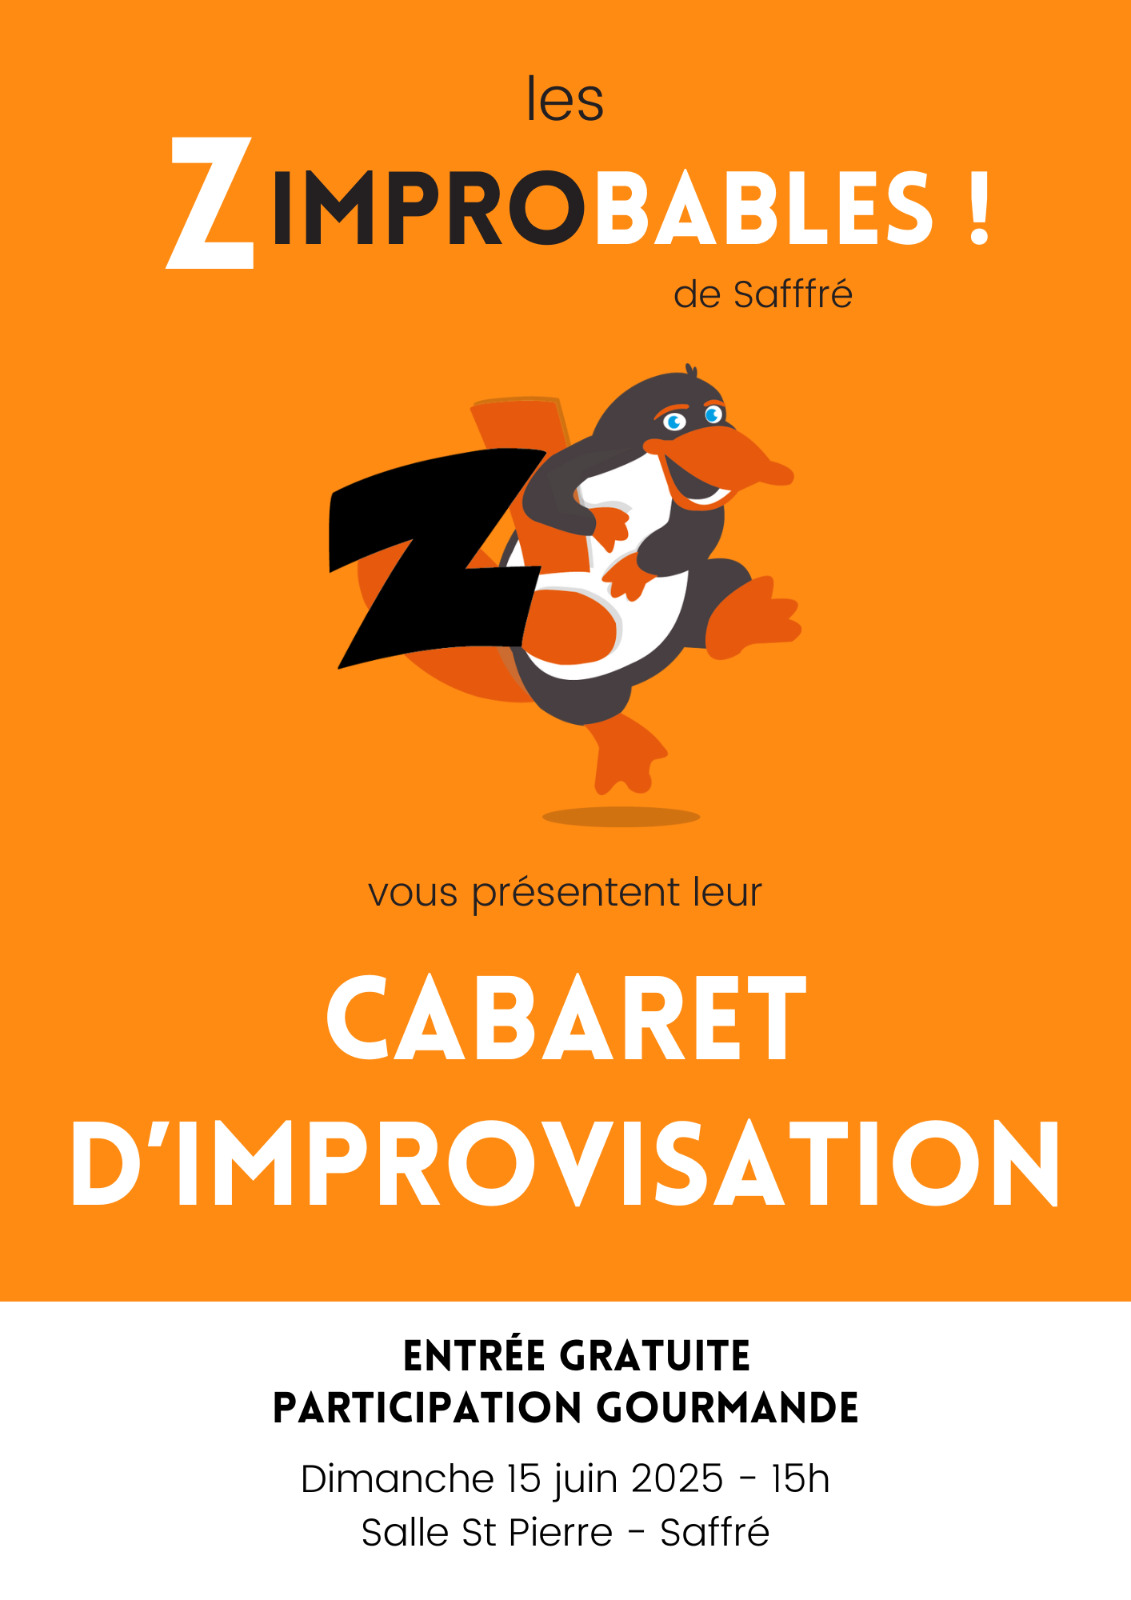 les
Z IMPROBABLES !
de Safffré
Z
vous présentent leur
CABARET
D'IMPROVISATION
ENTRÉE GRATUITE
PARTICIPATION GOURMANDE
Dimanche 15 juin 2025 - 15h
Salle St Pierre - Saffré